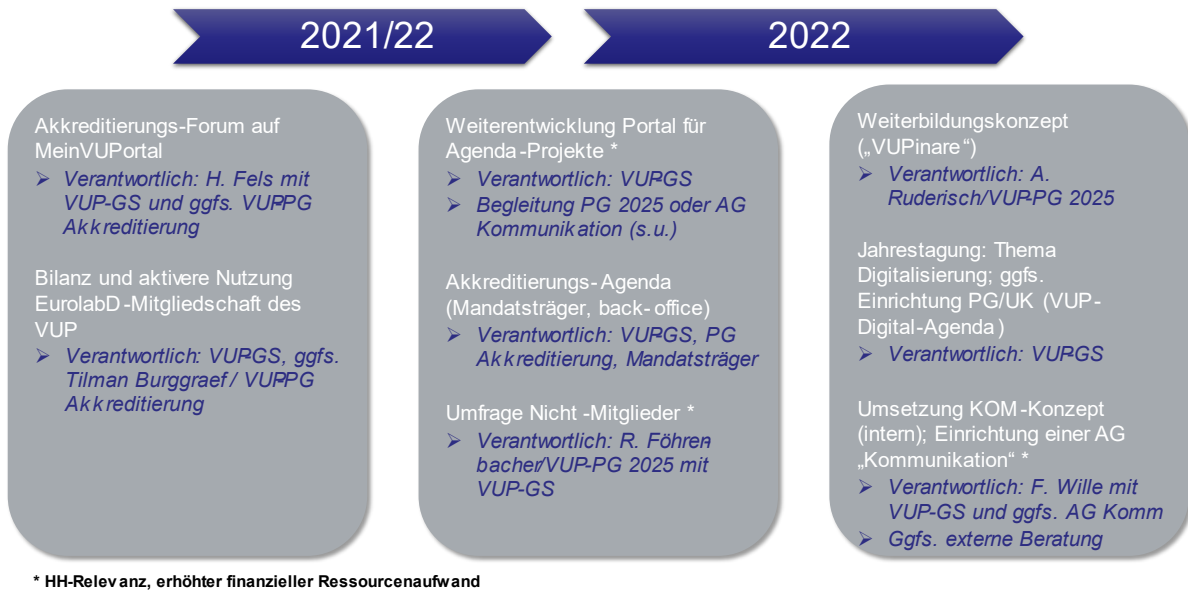 2021/22
2022
Akkreditierungs-Forum auf
MeinVUPortal
➢ Verantwortlich: H. Fels mit
VUP-GS und ggfs. VUP-PG
Akkreditierung
Bilanz und aktivere Nutzung
EurolabD-Mitgliedschaft des
VUP
➢ Verantwortlich: VUP-GS, ggfs.
Tilman Burggraef / VUP-PG
Akkreditierung
Weiterentwicklung Portal für
Agenda-Projekte *
➢ Verantwortlich: VUP-GS
➢ Begleitung PG 2025 oder AG
Kommunikation (s.u.)
Akkreditierungs-Agenda
(Mandatsträger, back-office)
➢ Verantwortlich: VUP-GS, PG
Akkreditierung, Mandatsträger
Umfrage Nicht-Mitglieder *
➢ Verantwortlich: R. Föhren-
bacher/VUP-PG 2025 mit
VUP-GS
Weiterbildungskonzept
(„VUPinare“)
➢ Verantwortlich: A.
Ruderisch/VUP-PG 2025
Jahrestagung: Thema
Digitalisierung; ggfs.
Einrichtung PG/UK (VUP-
Digital-Agenda)
➢ Verantwortlich: VUP-GS
Umsetzung KOM-Konzept
(intern); Einrichtung einer AG
„Kommunikation“ *
➢ Verantwortlich: F. Wille mit
VUP-GS und ggfs. AG Komm
➢ Ggfs. externe Beratung
* HH-Relevanz, erhöhter finanzieller Ressourcenaufwand